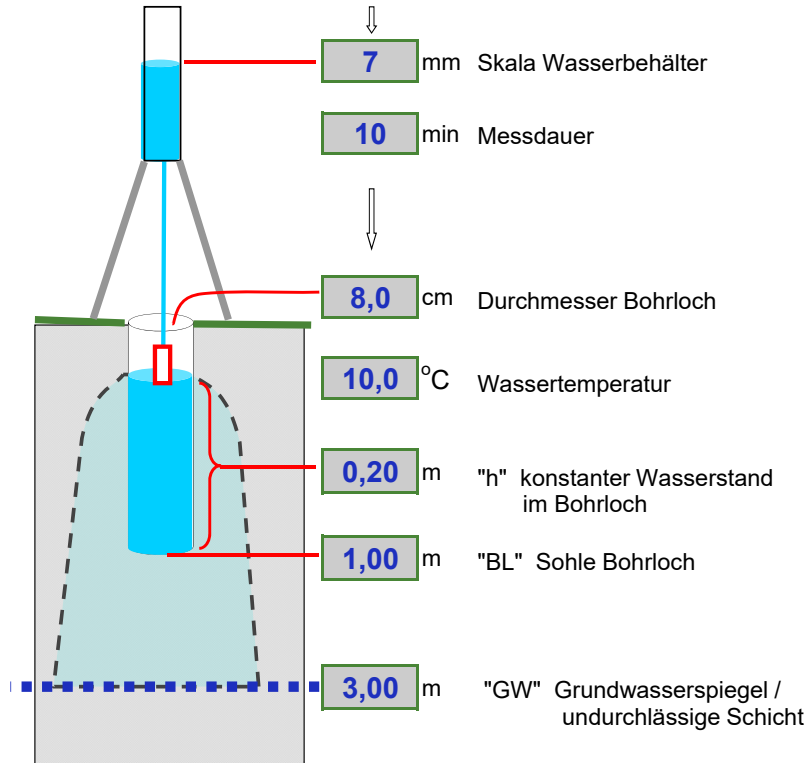 7 mm Skala Wasserbehälter
10 min Messdauer
8,0 cm Durchmesser Bohrloch
10,0 °C Wassertemperatur
0,20 m "h" konstanter Wasserstand
im Bohrloch
1,00 m "BL" Sohle Bohrloch
3,00 m "GW" Grundwasserspiegel /
undurchlässige Schicht